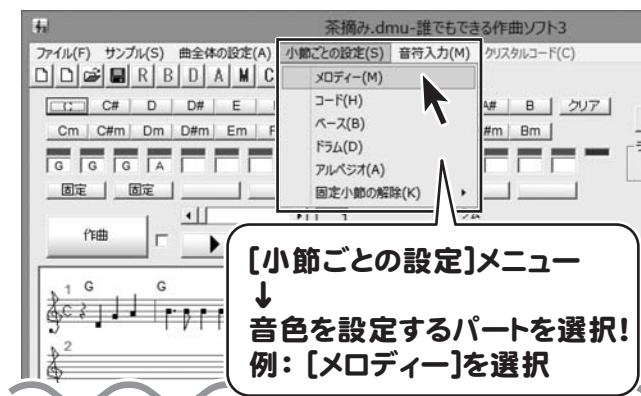 茶摘み.dmu-誰でもできる作曲ソフト3
ファイル(F) サンプル(S) 曲全体の設定(A) 小節ごとの設定(S) 音符入力(M) クリスタルコード(C)
R B D A M C
メロディー(M)
コード(H)
ベース(B)
ドラム(D)
アルペジオ(A)
固定小節の解除(K)
C C# D D# E A# B クリア
Cm C#m Dm D#m Em F #m Bm
G G G A
固定 固定
1
作曲
1 G G
2
[小節ごとの設定]メニュー
↓
音色を設定するパートを選択!
例：[メロディー]を選択